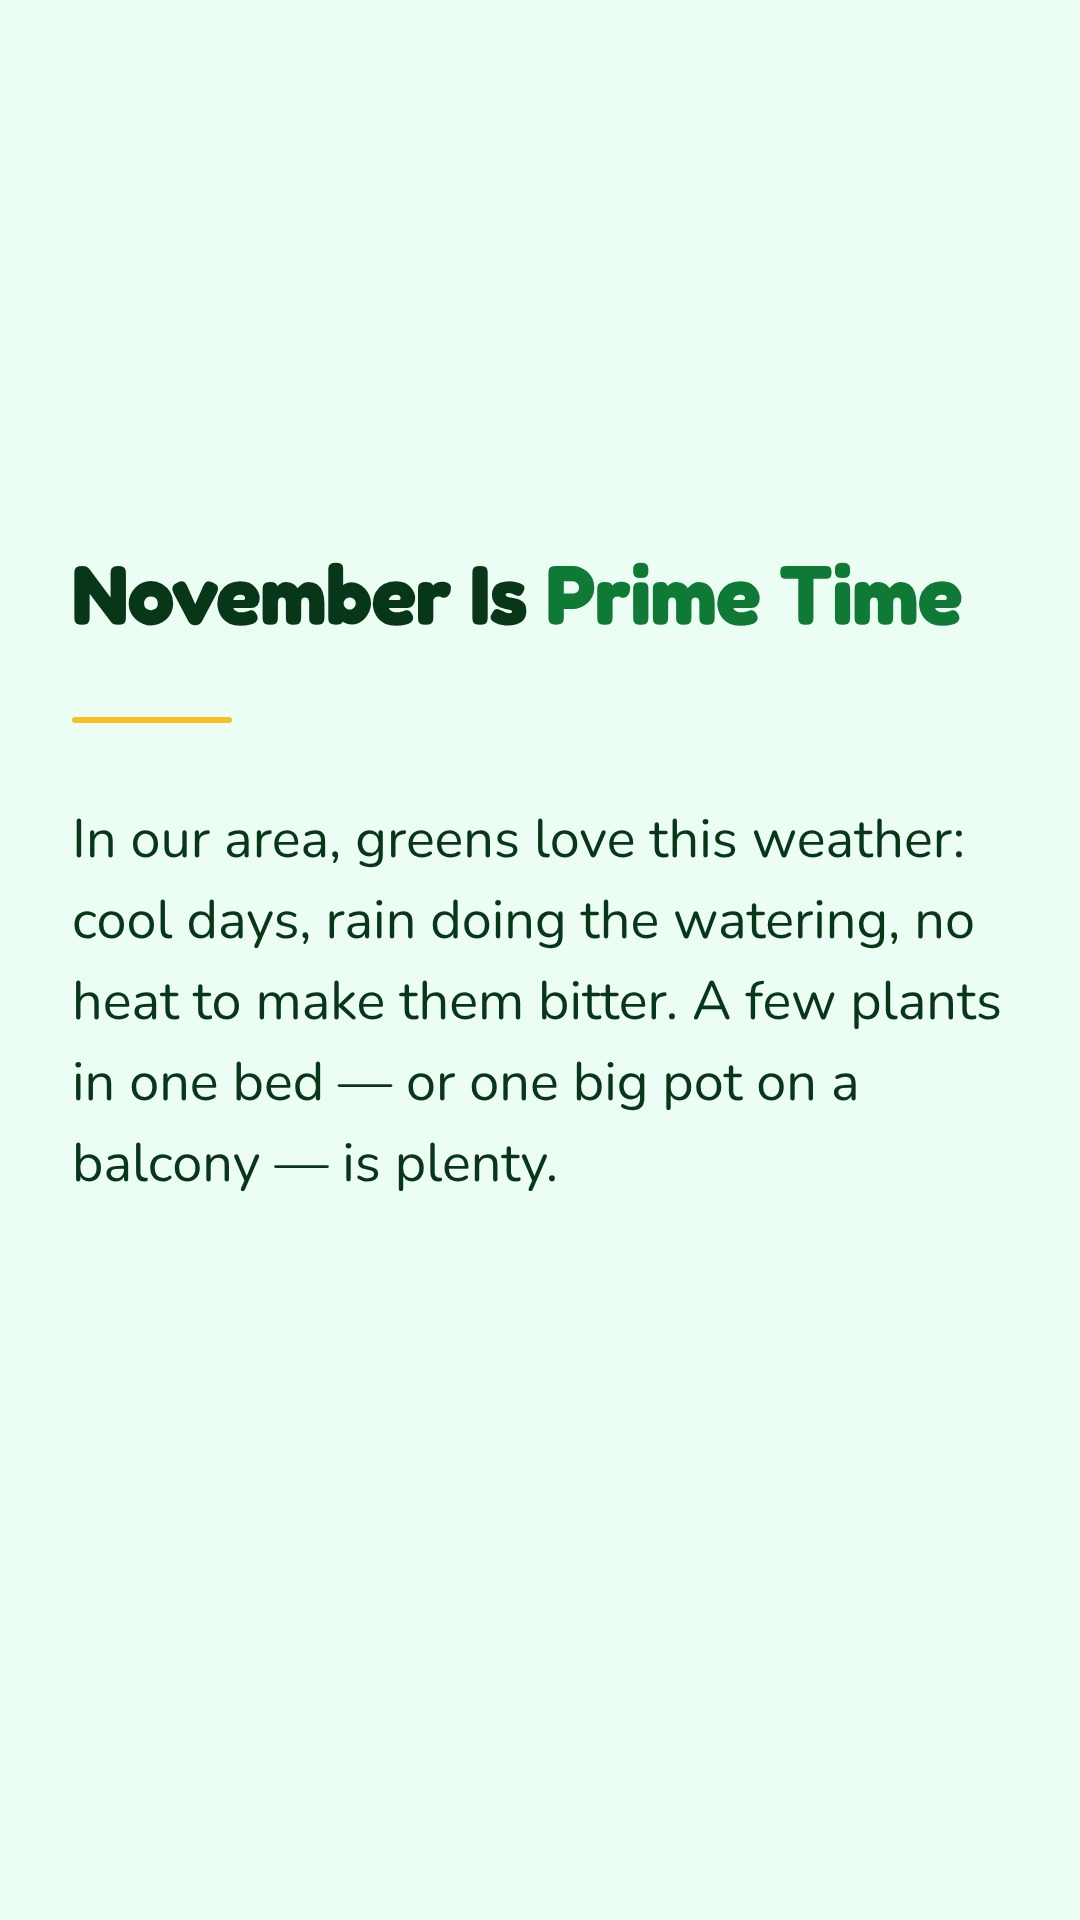 November Is Prime Time
In our area, greens love this weather:
cool days, rain doing the watering, no
heat to make them bitter. A few plants
in one bed — or one big pot on a
balcony — is plenty.